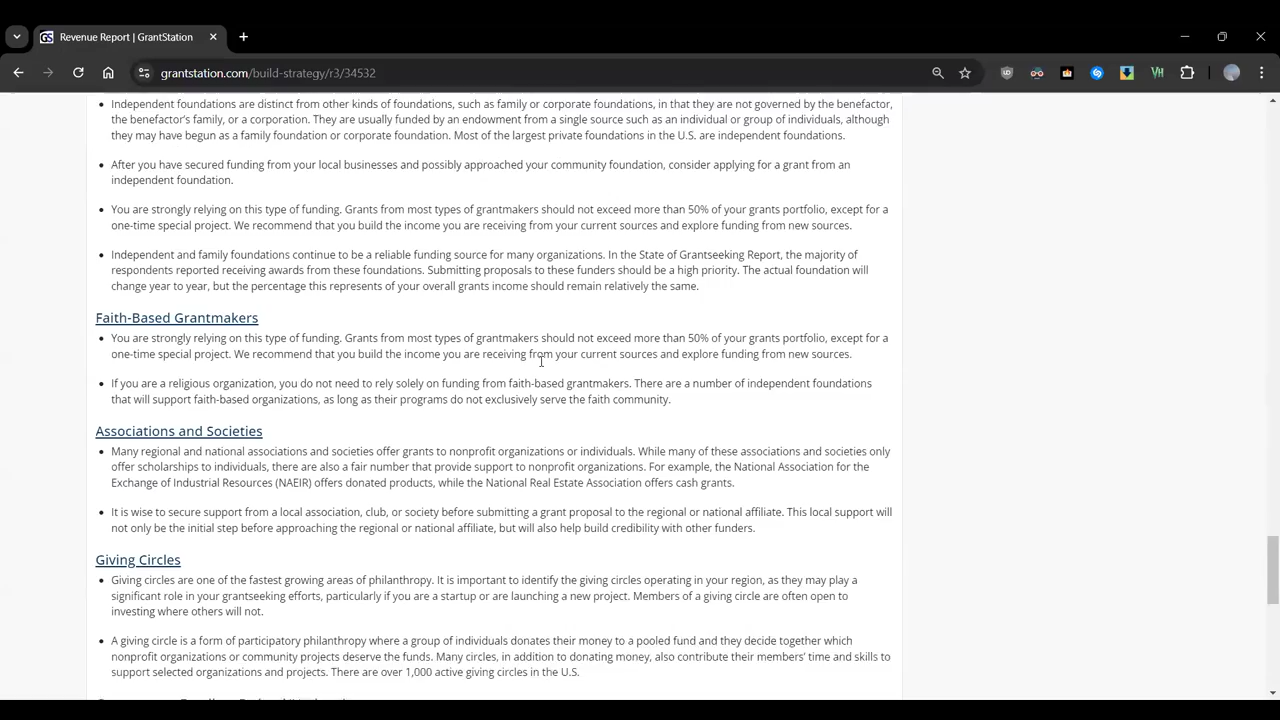 Revenue Report | GrantStation
grantstation.com/build-strategy/r3/34532
Independent foundations are distinct from other kinds of foundations, such as family or corporate foundations, in that they are not governed by the benefactor,
the benefactor's family, or a corporation. They are usually funded by an endowment from a single source such as an individual or group of individuals, although
they may have begun as a family foundation or corporate foundation. Most of the largest private foundations in the U.S. are independent foundations.
After you have secured funding from your local businesses and possibly approached your community foundation, consider applying for a grant from an
independent foundation.
You are strongly relying on this type of funding. Grants from most types of grantmakers should not exceed more than 50% of your grants portfolio, except for a
one-time special project. We recommend that you build the income you are receiving from your current sources and explore funding from new sources.
Independent and family foundations continue to be a reliable funding source for many organizations. In the State of Grantseeking Report, the majority of
respondents reported receiving awards from these foundations. Submitting proposals to these funders should be a high priority. The actual foundation will
change year to year, but the percentage this represents of your overall grants income should remain relatively the same.
Faith-Based Grantmakers
You are strongly relying on this type of funding. Grants from most types of grantmakers should not exceed more than 50% of your grants portfolio, except for a
one-time special project. We recommend that you build the income you are receiving from your current sources and explore funding from new sources.
If you are a religious organization, you do not need to rely solely on funding from faith-based grantmakers. There are a number of independent foundations
that will support faith-based organizations, as long as their programs do not exclusively serve the faith community.
Associations and Societies
Many regional and national associations and societies offer grants to nonprofit organizations or individuals. While many of these associations and societies only
offer scholarships to individuals, there are also a fair number that provide support to nonprofit organizations. For example, the National Association for the
Exchange of Industrial Resources (NAEIR) offers donated products, while the National Real Estate Association offers cash grants.
It is wise to secure support from a local association, club, or society before submitting a grant proposal to the regional or national affiliate. This local support will
not only be the initial step before approaching the regional or national affiliate, but will also help build credibility with other funders.
Giving Circles
Giving circles are one of the fastest growing areas of philanthropy. It is important to identify the giving circles operating in your region, as they may play a
significant role in your grantseeking efforts, particularly if you are a startup or are launching a new project. Members of a giving circle are often open to
investing where others will not.
A giving circle is a form of participatory philanthropy where a group of individuals donates their money to a pooled fund and they decide together which
nonprofit organizations or community projects deserve the funds. Many circles, in addition to donating money, also contribute their members' time and skills to
support selected organizations and projects. There are over 1,000 active giving circles in the U.S.